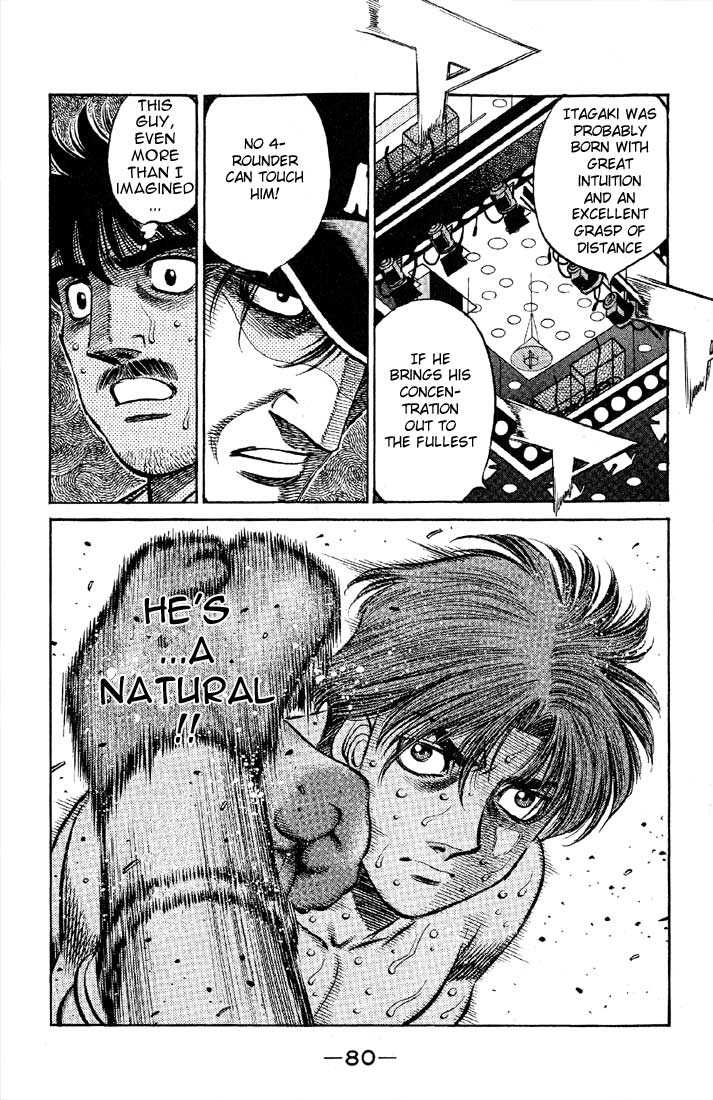 ITAGAKI WAS
PROBABLY
BORN WITH
GREAT
INTUITION
AND AN
EXCELLENT
GRASP OF
DISTANCE
IF HE
BRINGS HIS
CONCEN-
TRATION
OUT TO
THE FULLEST
NO 4-
ROUNDER
CAN TOUCH
HIM!
THIS
GUY,
EVEN
MORE
THAN I
IMAGINED
...
HE'S
...A
NATURAL
!!
—80—